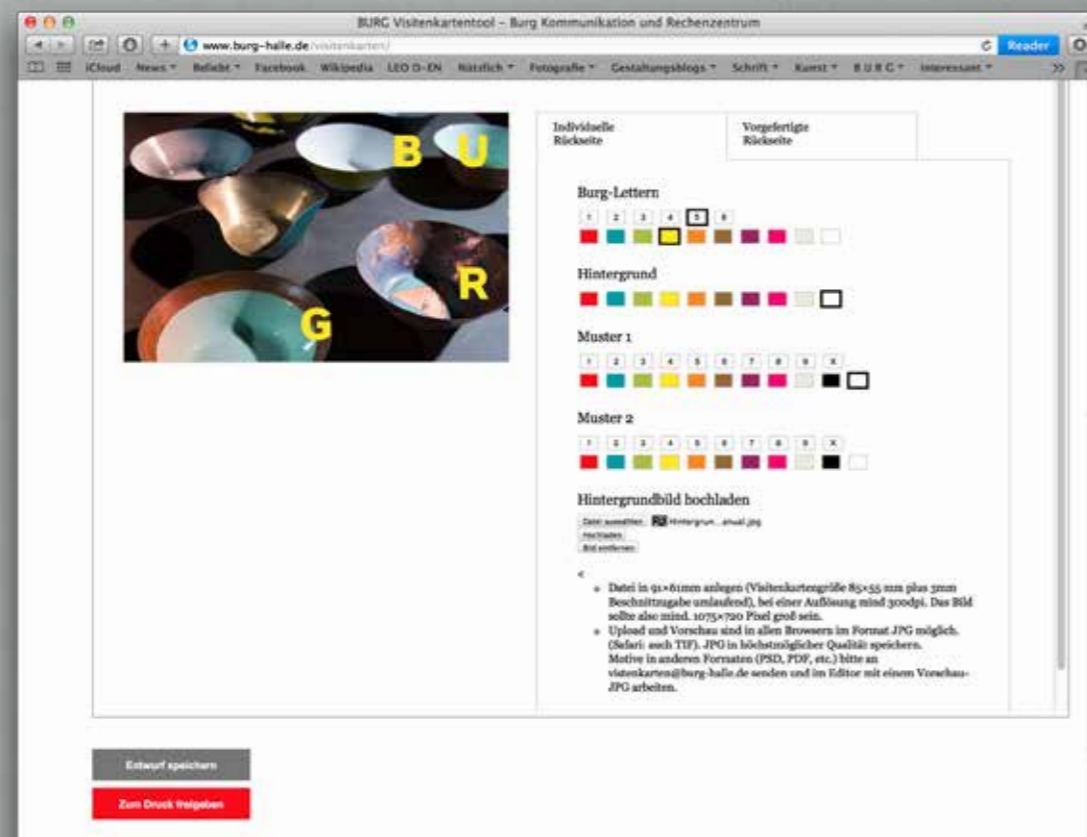 BURG Visitenkartentool – Burg Kommunikation und Rechenzentrum
www.burg-halle.de/visitenkarten/
Reader
iCloud News Beliebt Facebook Wikipedia LEO D-EN Nützlich Fotografie Gestaltungsblogs Schrift Kunst B U R G Interessant
B U
R
G
Individuelle
Rückseite
Vorgefertigte
Rückseite
Burg-Lettern
1 2 3 4 5 6
Hintergrund
Muster 1
1 2 3 4 5 6 7 8 9 X
Muster 2
1 2 3 4 5 6 7 8 9 X
Hintergrundbild hochladen
Datei auswählen Hintergrun...anual.jpg
Hochladen
Bild entfernen
<
Datei in 91×61mm anlegen (Visitenkartengröße 85×55 mm plus 3mm
Beschnittzugabe umlaufend), bei einer Auflösung mind 300dpi. Das Bild
sollte also mind. 1075×720 Pixel groß sein.
Upload und Vorschau sind in allen Browsern im Format JPG möglich.
(Safari: auch TIF). JPG in höchstmöglicher Qualität speichern.
Motive in anderen Formaten (PSD, PDF, etc.) bitte an
vistenkarten@burg-halle.de senden und im Editor mit einem Vorschau-
JPG arbeiten.
Entwurf speichern
Zum Druck freigeben